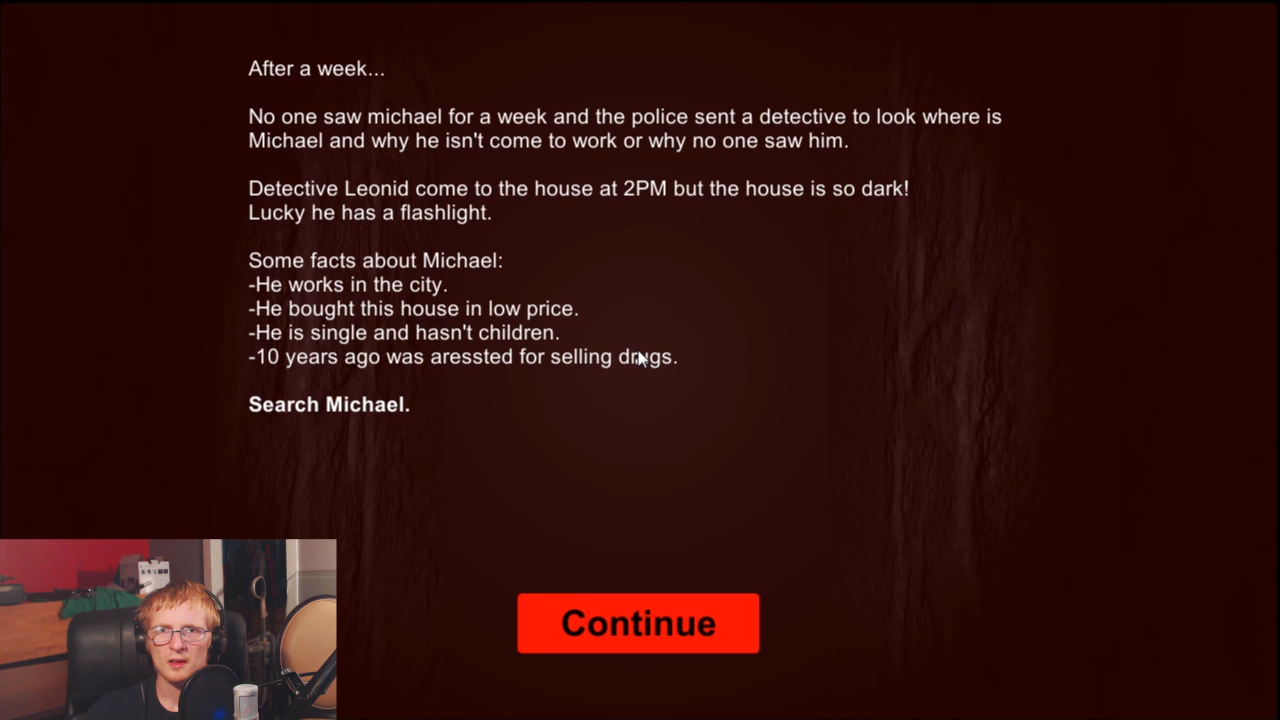 After a week...
No one saw michael for a week and the police sent a detective to look where is
Michael and why he isn't come to work or why no one saw him.
Detective Leonid come to the house at 2PM but the house is so dark!
Lucky he has a flashlight.
Some facts about Michael:
-He works in the city.
-He bought this house in low price.
-He is single and hasn't children.
-10 years ago was aressted for selling drugs.
Search Michael.
Continue